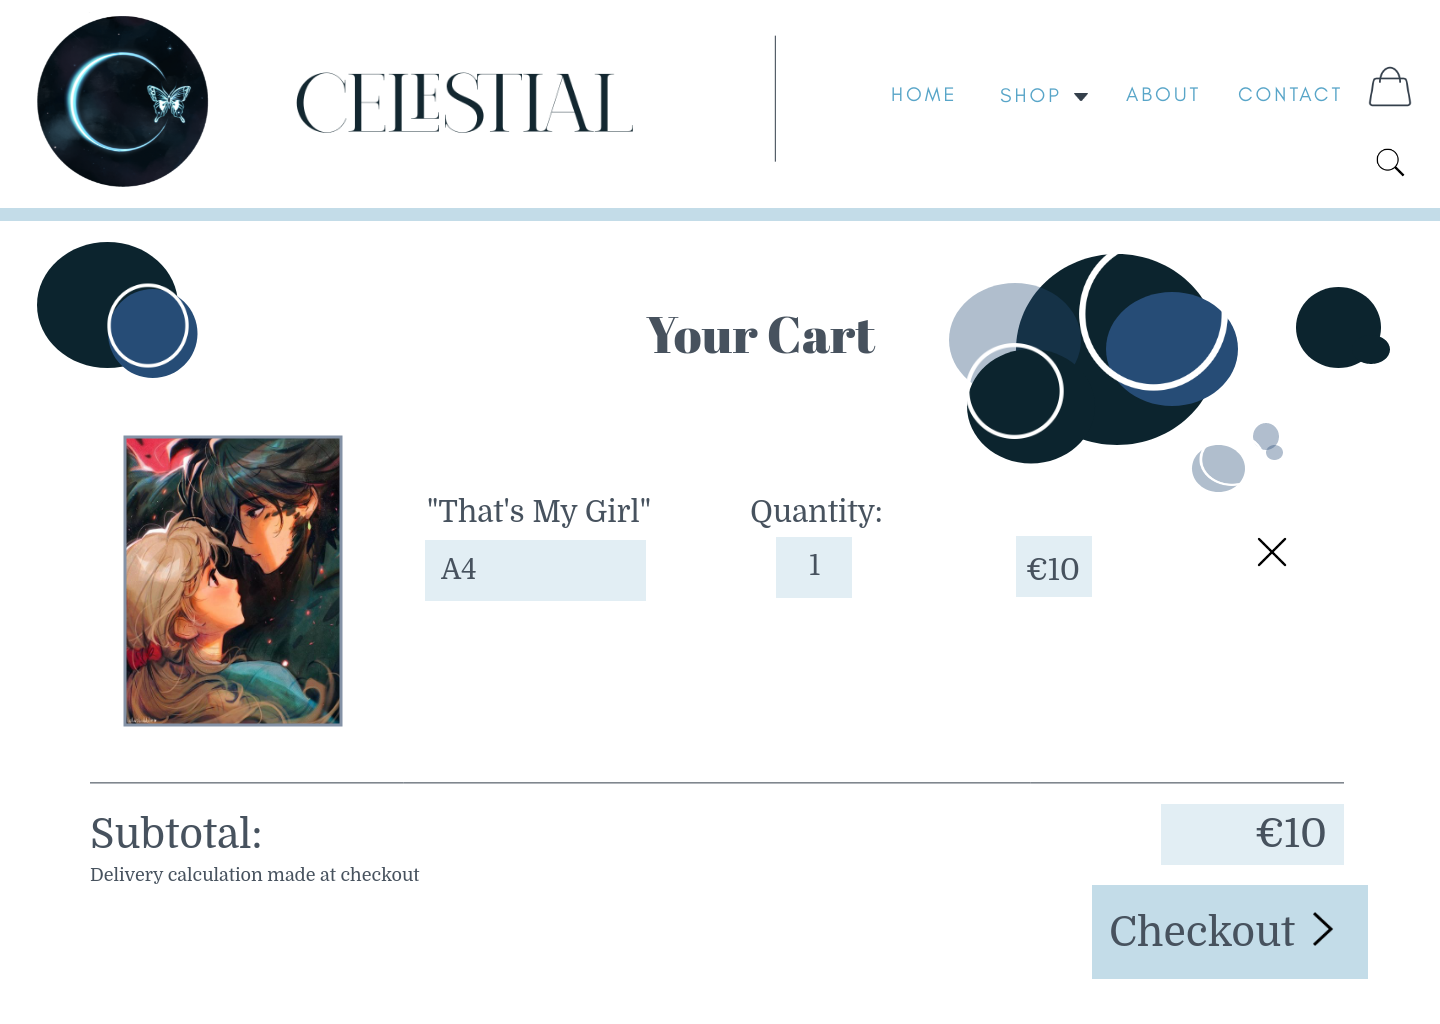 CELESTIAL
HOME SHOP ABOUT CONTACT
Your Cart
"That's My Girl" Quantity:
A4 1 €10
Subtotal: €10
Delivery calculation made at checkout
Checkout